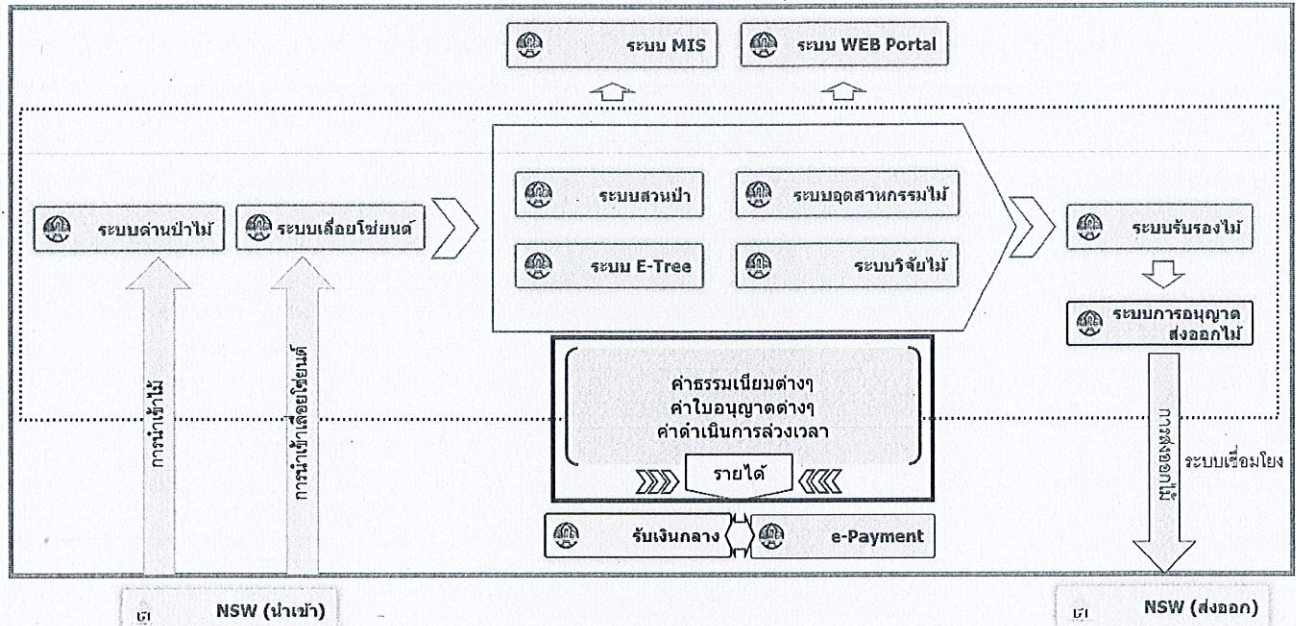 ระบบ MIS
ระบบ WEB Portal
ระบบสวนป่า
ระบบอุตสาหกรรมไม้
ระบบด่านป่าไม้
ระบบเลื่อยโซ่ยนต์
ระบบรับรองไม้
ระบบ E-Tree
ระบบวิจัยไม้
ระบบการอนุญาต
ส่งออกไม้
การนำเข้าไม้
การนำเข้าเลื่อยโซ่ยนต์
ค่าธรรมเนียมต่างๆ
ค่าใบอนุญาตต่างๆ
ค่าดำเนินการล่วงเวลา
รายได้
การส่งออกไม้
ระบบเชื่อมโยง
รับเงินกลาง
e-Payment
NSW (นำเข้า)
NSW (ส่งออก)